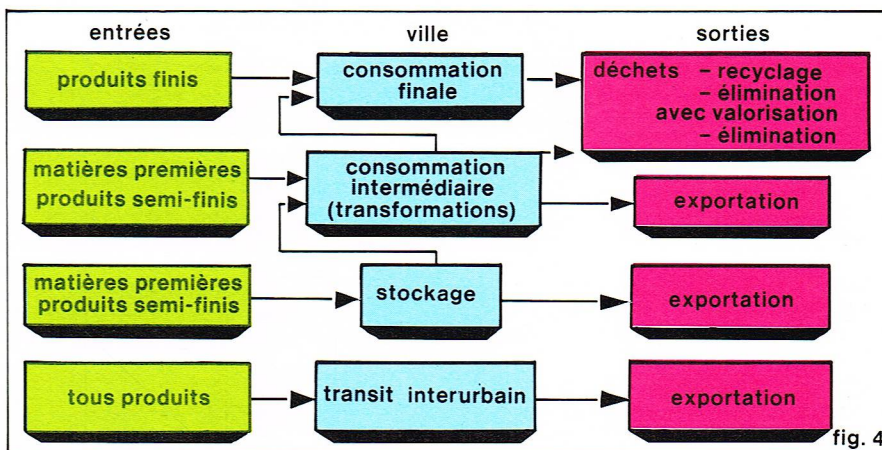 entrées
ville
sorties
produits finis
consommation
finale
déchets – recyclage
– élimination
avec valorisation
– élimination
matières premières
produits semi-finis
consommation
intermédiaire
(transformations)
exportation
matières premières
produits semi-finis
stockage
exportation
tous produits
transit interurbain
exportation
fig. 4